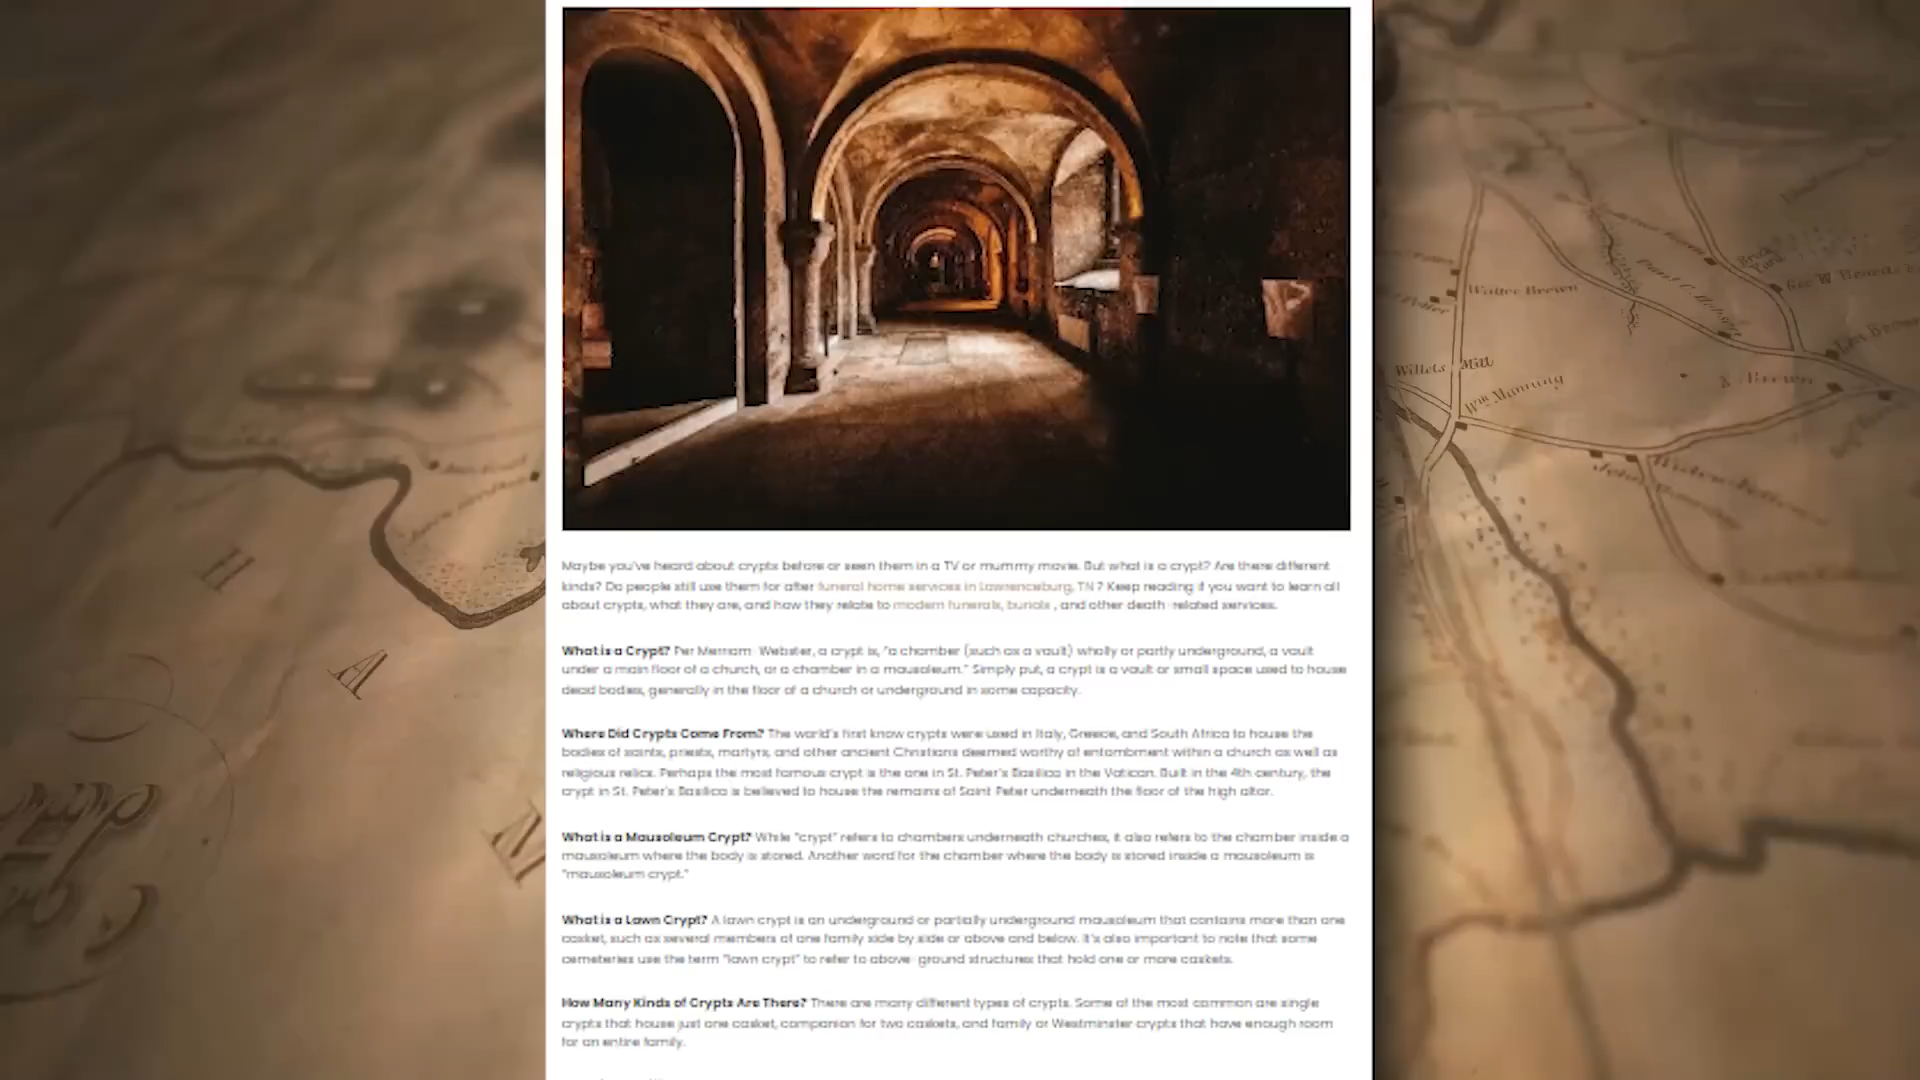 Walter Brown
Geo W Brown
Willets Mill
Wm Manning
S. Brown
H
A
N
Maybe you've heard about crypts before or seen them in a TV or mummy movie. But what is a crypt? Are there different
kinds? Do people still use them for after funeral home services in Lawrenceburg, TN ? Keep reading if you want to learn all
about crypts, what they are, and how they relate to modern funerals, burials , and other death-related services.
What is a Crypt? Per Merriam-Webster, a crypt is, "a chamber (such as a vault) wholly or partly underground, a vault
under a main floor of a church, or a chamber in a mausoleum." Simply put, a crypt is a vault or small space used to house
dead bodies, generally in the floor of a church or underground in some capacity.
Where Did Crypts Come From? The world's first know crypts were used in Italy, Greece, and South Africa to house the
bodies of saints, priests, martyrs, and other ancient Christians deemed worthy of entombment within a church as well as
religious relics. Perhaps the most famous crypt is the one in St. Peter's Basilica in the Vatican. Built in the 4th century, the
crypt in St. Peter's Basilica is believed to house the remains of Saint Peter underneath the floor of the high altar.
What is a Mausoleum Crypt? While "crypt" refers to chambers underneath churches, it also refers to the chamber inside a
mausoleum where the body is stored. Another word for the chamber where the body is stored inside a mausoleum is
"mausoleum crypt."
What is a Lawn Crypt? A lawn crypt is an underground or partially underground mausoleum that contains more than one
casket, such as several members of one family side by side or above and below. It's also important to note that some
cemeteries use the term "lawn crypt" to refer to above-ground structures that hold one or more caskets.
How Many Kinds of Crypts Are There? There are many different types of crypts. Some of the most common are single
crypts that house just one casket, companion for two caskets, and family or Westminster crypts that have enough room
for an entire family.